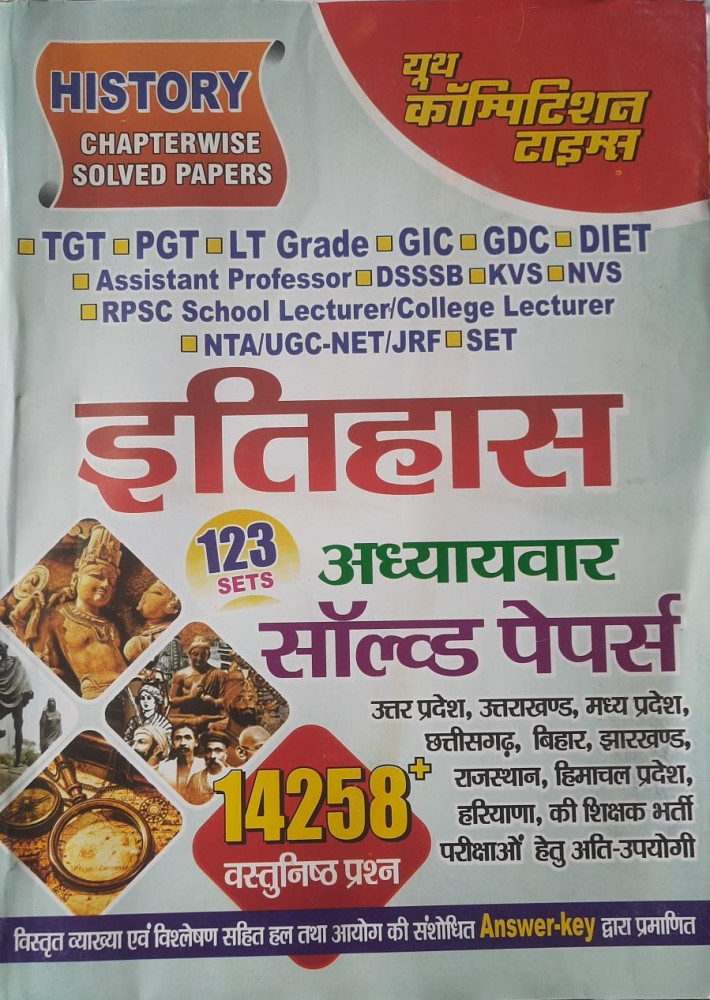 HISTORY
CHAPTERWISE
SOLVED PAPERS
यूथ
कॉम्पिटिशन
टाइम्स
TGT PGT LT Grade GIC GDC DIET
Assistant Professor DSSSB KVS NVS
RPSC School Lecturer/College Lecturer
NTA/UGC-NET/JRF SET
इतिहास
123
SETS
अध्यायवार
सॉल्व्ड पेपर्स
उत्तर प्रदेश, उत्तराखण्ड, मध्य प्रदेश,
छत्तीसगढ़, बिहार, झारखण्ड,
राजस्थान, हिमाचल प्रदेश,
हरियाणा, की शिक्षक भर्ती
परीक्षाओं हेतु अति-उपयोगी
14258+
वस्तुनिष्ठ प्रश्न
विस्तृत व्याख्या एवं विश्लेषण सहित हल तथा आयोग की संशोधित Answer-key द्वारा प्रमाणित